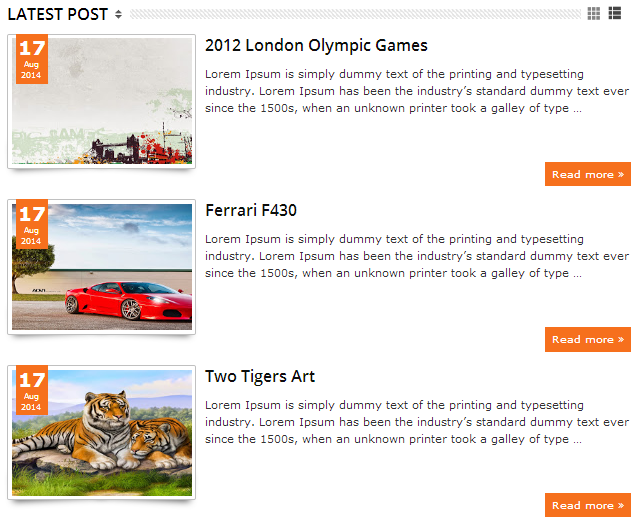 LATEST POST
17
Aug
2014
2012 London Olympic Games
Lorem Ipsum is simply dummy text of the printing and typesetting
industry. Lorem Ipsum has been the industry’s standard dummy text ever
since the 1500s, when an unknown printer took a galley of type ...
Read more »
17
Aug
2014
Ferrari F430
Lorem Ipsum is simply dummy text of the printing and typesetting
industry. Lorem Ipsum has been the industry’s standard dummy text ever
since the 1500s, when an unknown printer took a galley of type ...
Read more »
17
Aug
2014
Two Tigers Art
Lorem Ipsum is simply dummy text of the printing and typesetting
industry. Lorem Ipsum has been the industry’s standard dummy text ever
since the 1500s, when an unknown printer took a galley of type ...
Read more »